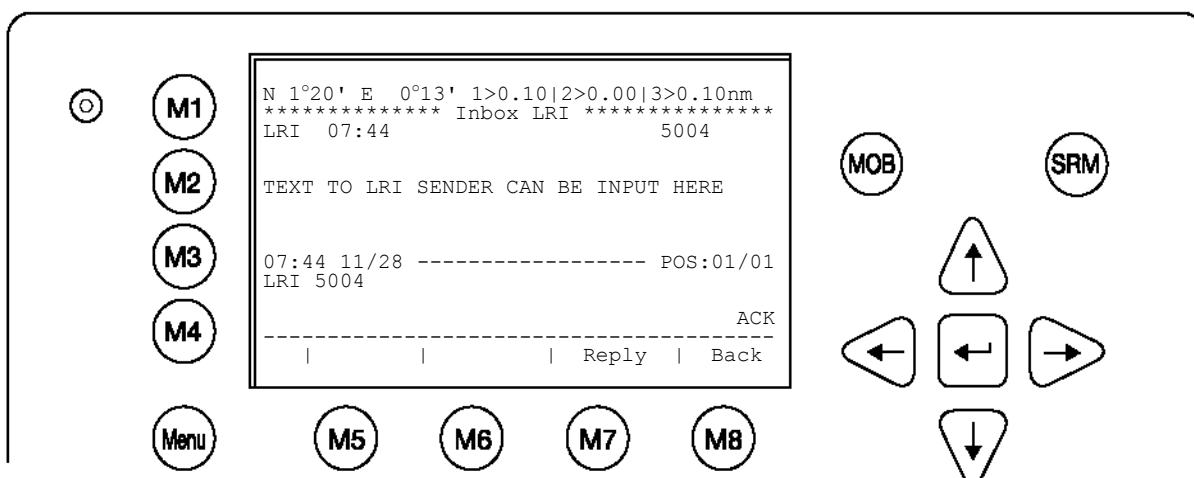 N 1°20' E 0°13' 1>0.10|2>0.00|3>0.10nm
************** Inbox LRI ***************
LRI 07:44 5004
TEXT TO LRI SENDER CAN BE INPUT HERE
07:44 11/28 ------------------ POS:01/01
LRI 5004
ACK
----------------------------------------
| | | Reply | Back
M1
M2
M3
M4
Menu
M5
M6
M7
M8
MOB
SRM